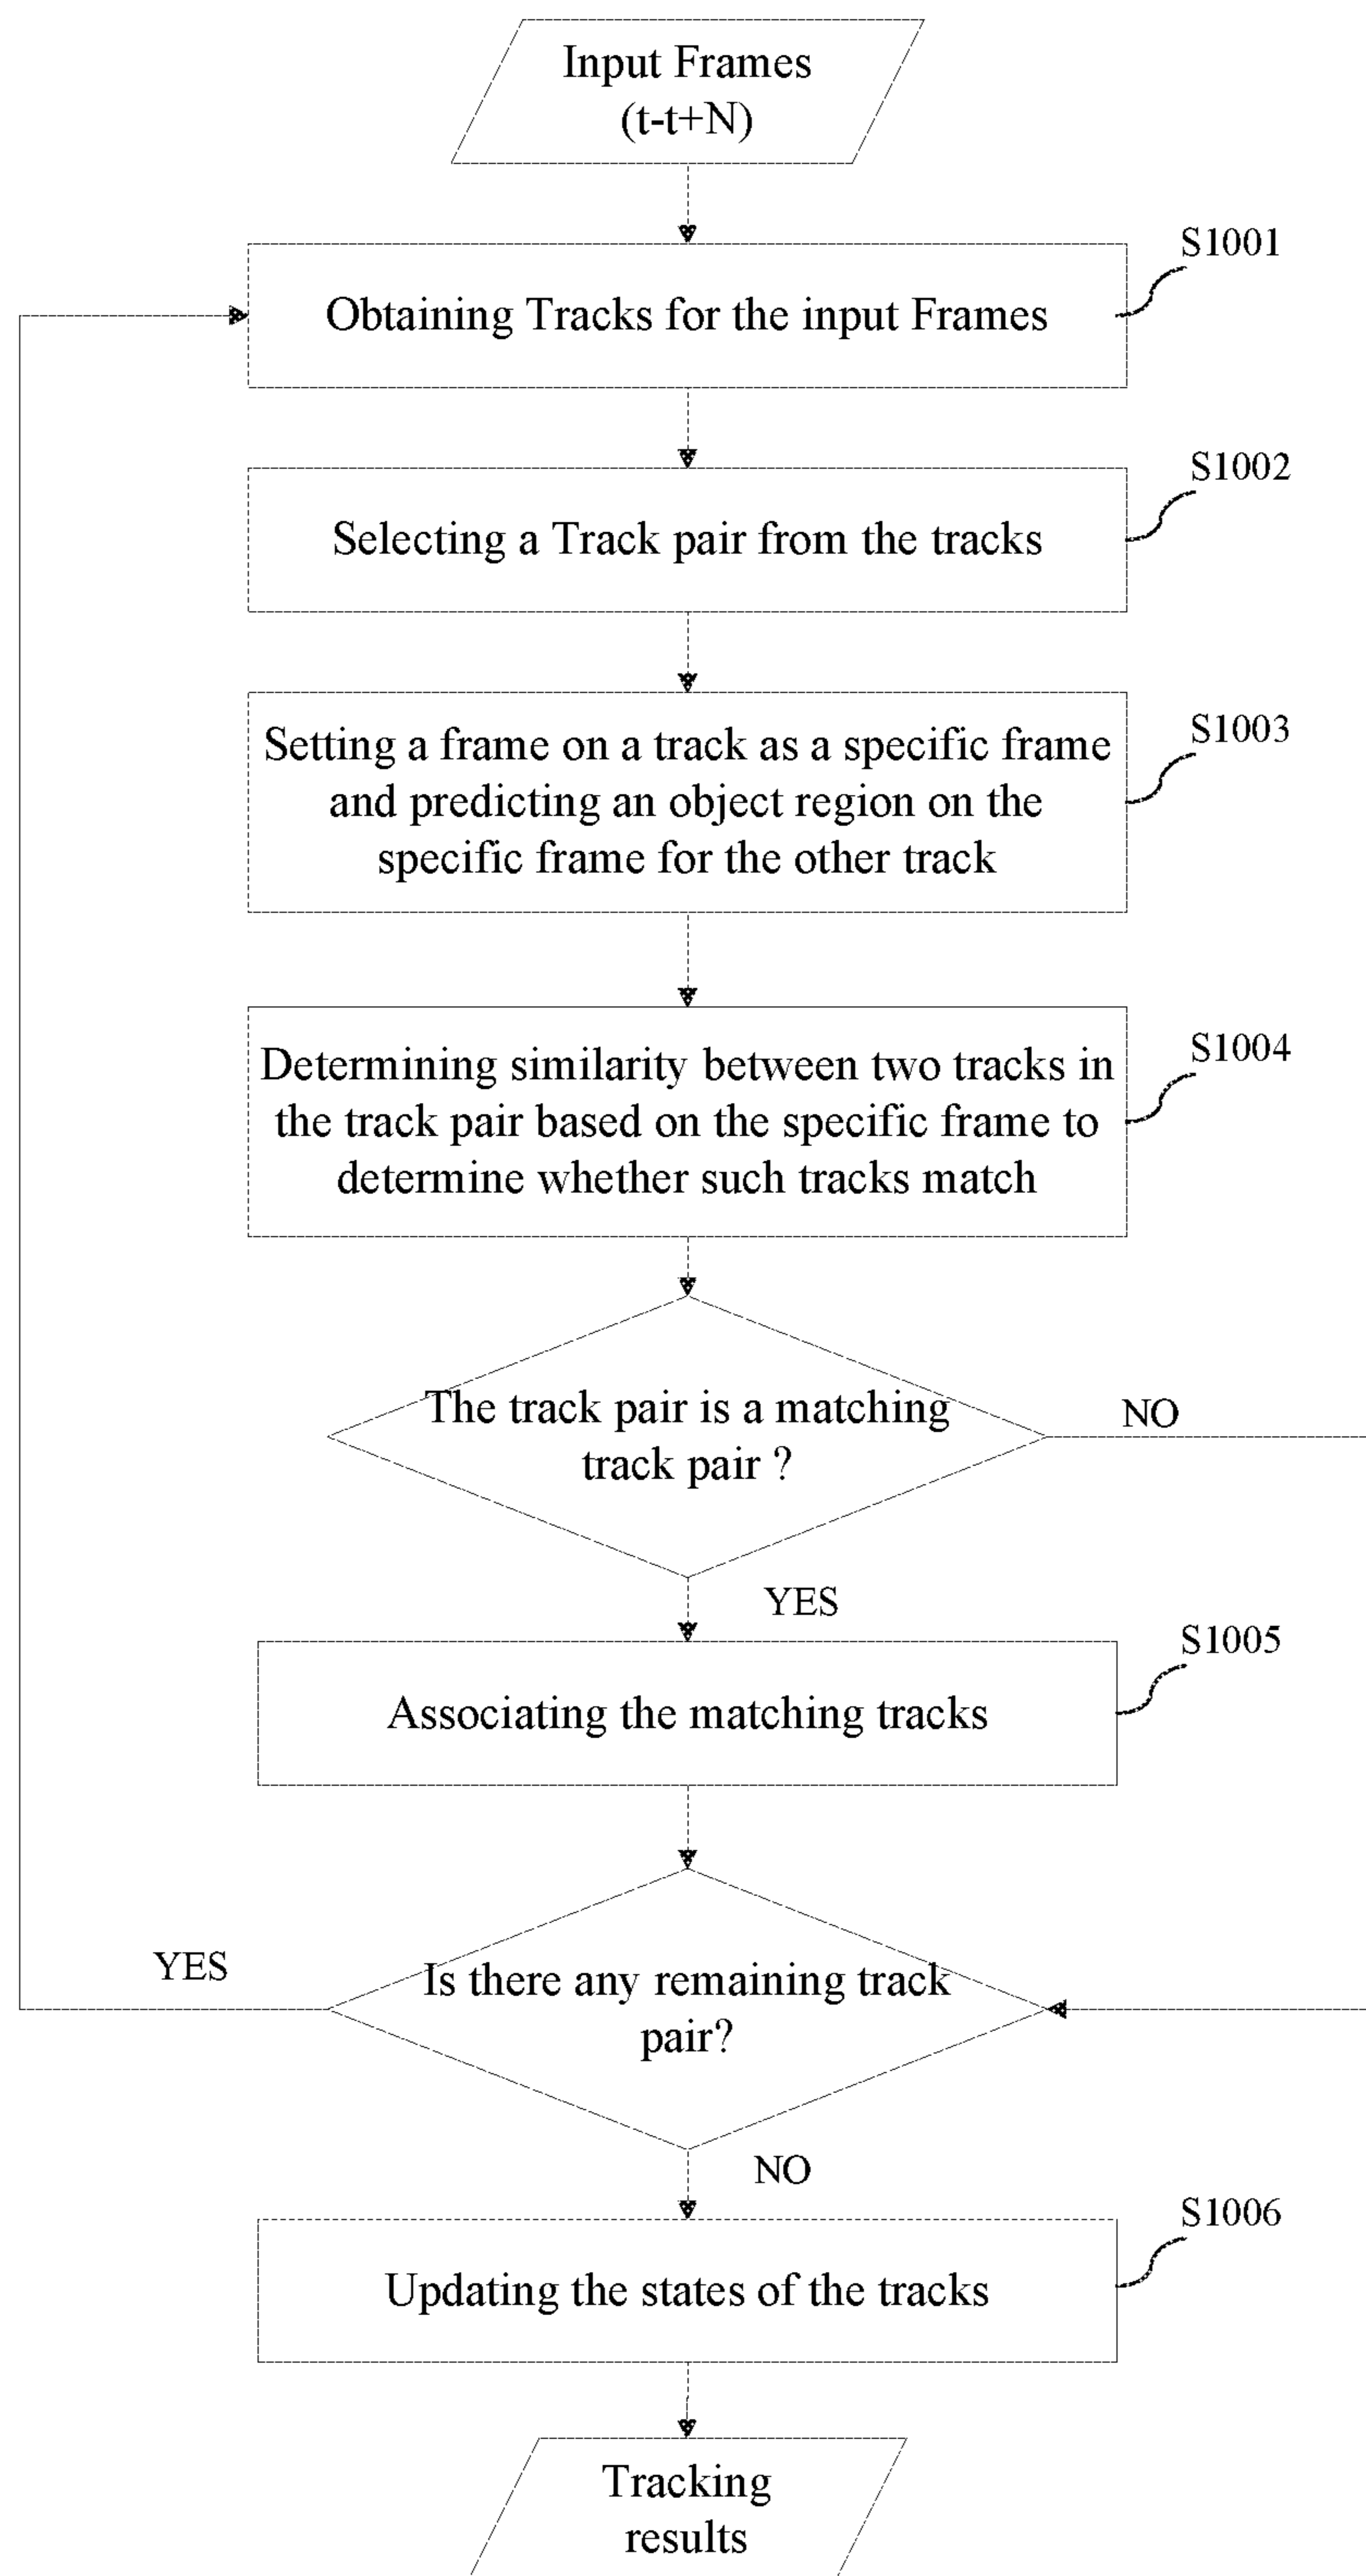 Input Frames
(t-t+N)
S1001
Obtaining Tracks for the input Frames
S1002
Selecting a Track pair from the tracks
S1003
Setting a frame on a track as a specific frame
and predicting an object region on the
specific frame for the other track
S1004
Determining similarity between two tracks in
the track pair based on the specific frame to
determine whether such tracks match
The track pair is a matching
track pair ?
NO
YES
S1005
Associating the matching tracks
YES
Is there any remaining track
pair?
NO
S1006
Updating the states of the tracks
Tracking
results